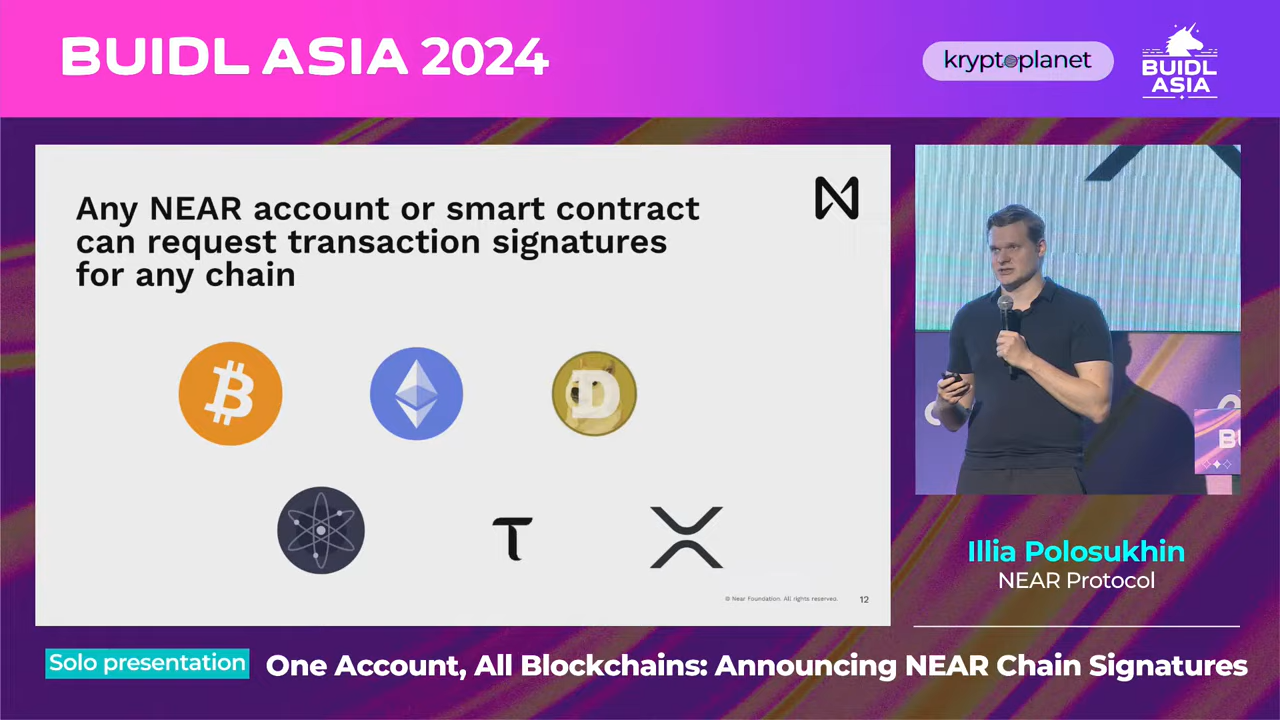 BUIDL ASIA 2024
kryptoplanet
BUIDL
ASIA
Any NEAR account or smart contract
can request transaction signatures
for any chain
© Near Foundation. All rights reserved.
12
Illia Polosukhin
NEAR Protocol
Solo presentation
One Account, All Blockchains: Announcing NEAR Chain Signatures